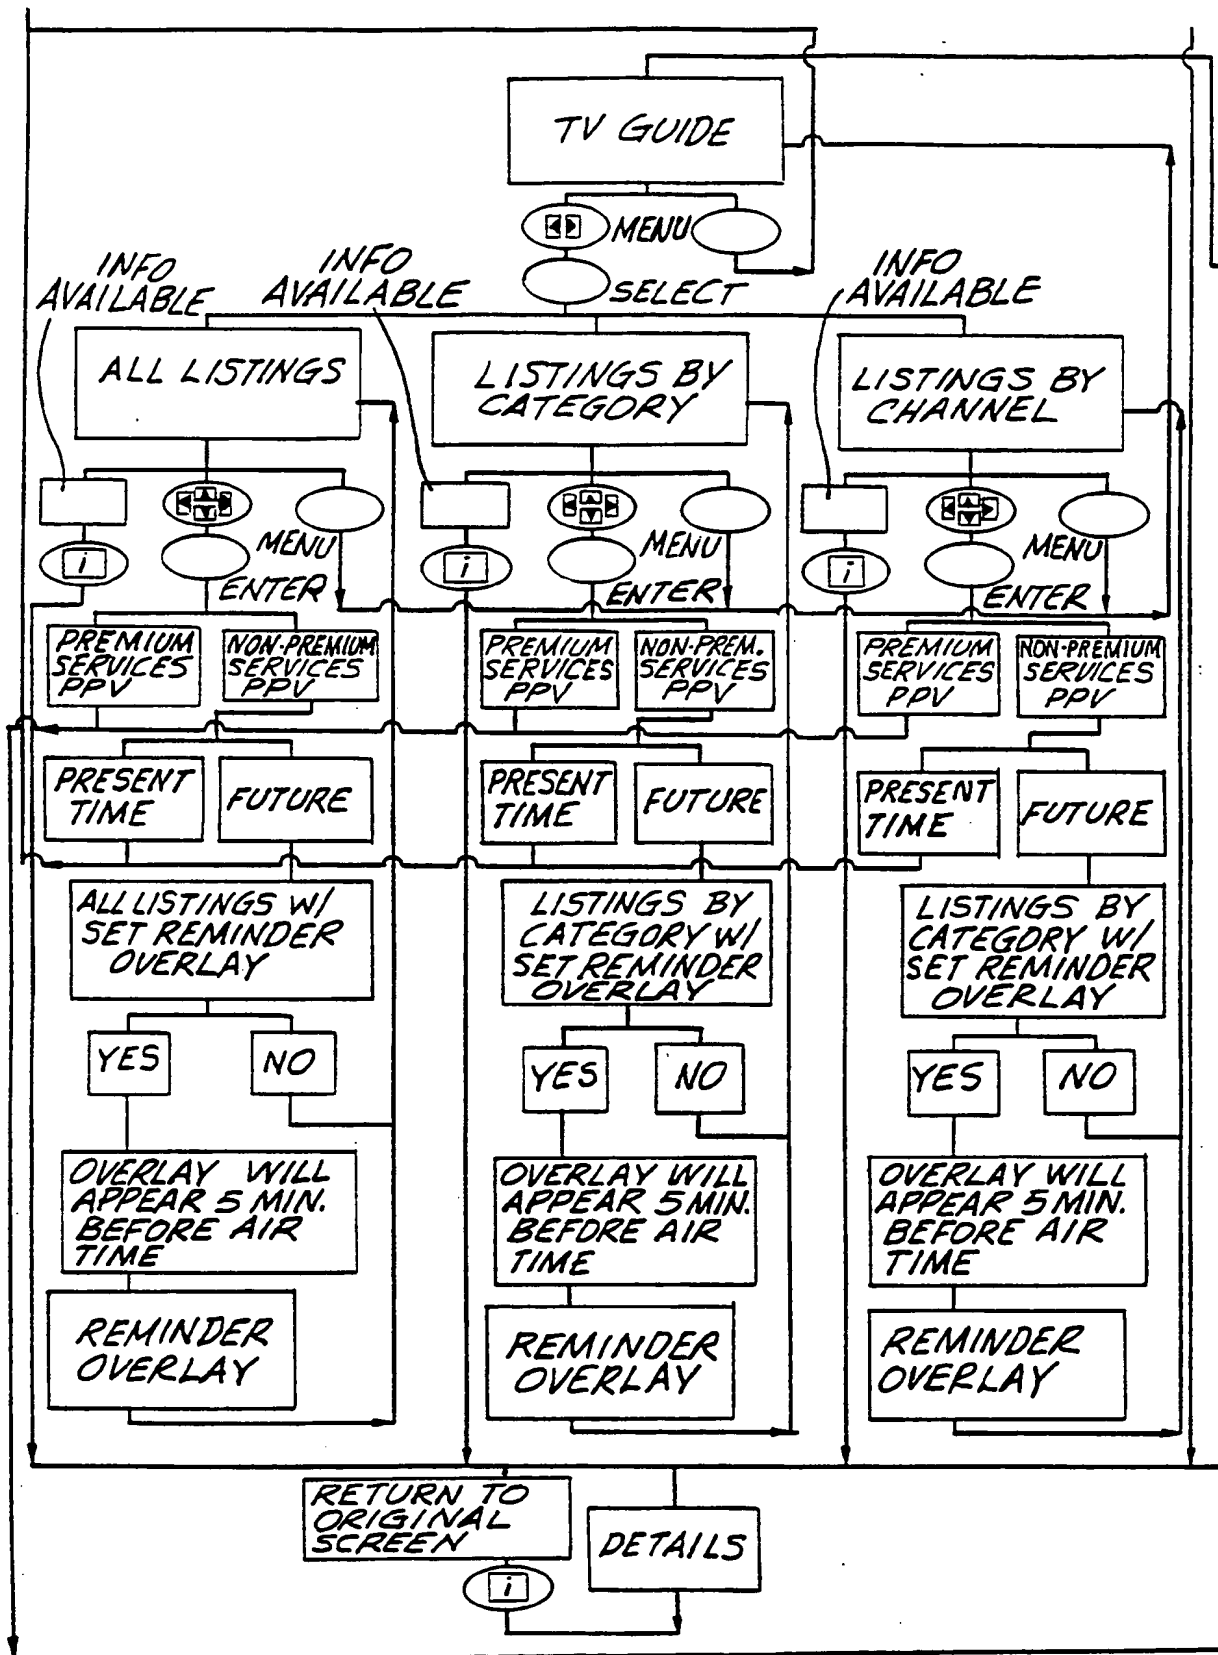 TV GUIDE
MENU
SELECT
INFO
AVAILABLE
INFO
AVAILABLE
INFO
AVAILABLE
ALL LISTINGS
LISTINGS BY
CATEGORY
LISTINGS BY
CHANNEL
i
MENU
ENTER
i
MENU
ENTER
i
MENU
ENTER
PREMIUM
SERVICES
PPV
NON-PREMIUM
SERVICES
PPV
PREMIUM
SERVICES
PPV
NON-PREM.
SERVICES
PPV
PREMIUM
SERVICES
PPV
NON-PREMIUM
SERVICES
PPV
PRESENT
TIME
FUTURE
PRESENT
TIME
FUTURE
PRESENT
TIME
FUTURE
ALL LISTINGS W/
SET REMINDER
OVERLAY
LISTINGS BY
CATEGORY W/
SET REMINDER
OVERLAY
LISTINGS BY
CATEGORY W/
SET REMINDER
OVERLAY
YES
NO
YES
NO
YES
NO
OVERLAY WILL
APPEAR 5 MIN.
BEFORE AIR
TIME
OVERLAY WILL
APPEAR 5 MIN.
BEFORE AIR
TIME
OVERLAY WILL
APPEAR 5 MIN.
BEFORE AIR
TIME
REMINDER
OVERLAY
REMINDER
OVERLAY
REMINDER
OVERLAY
RETURN TO
ORIGINAL
SCREEN
i
DETAILS